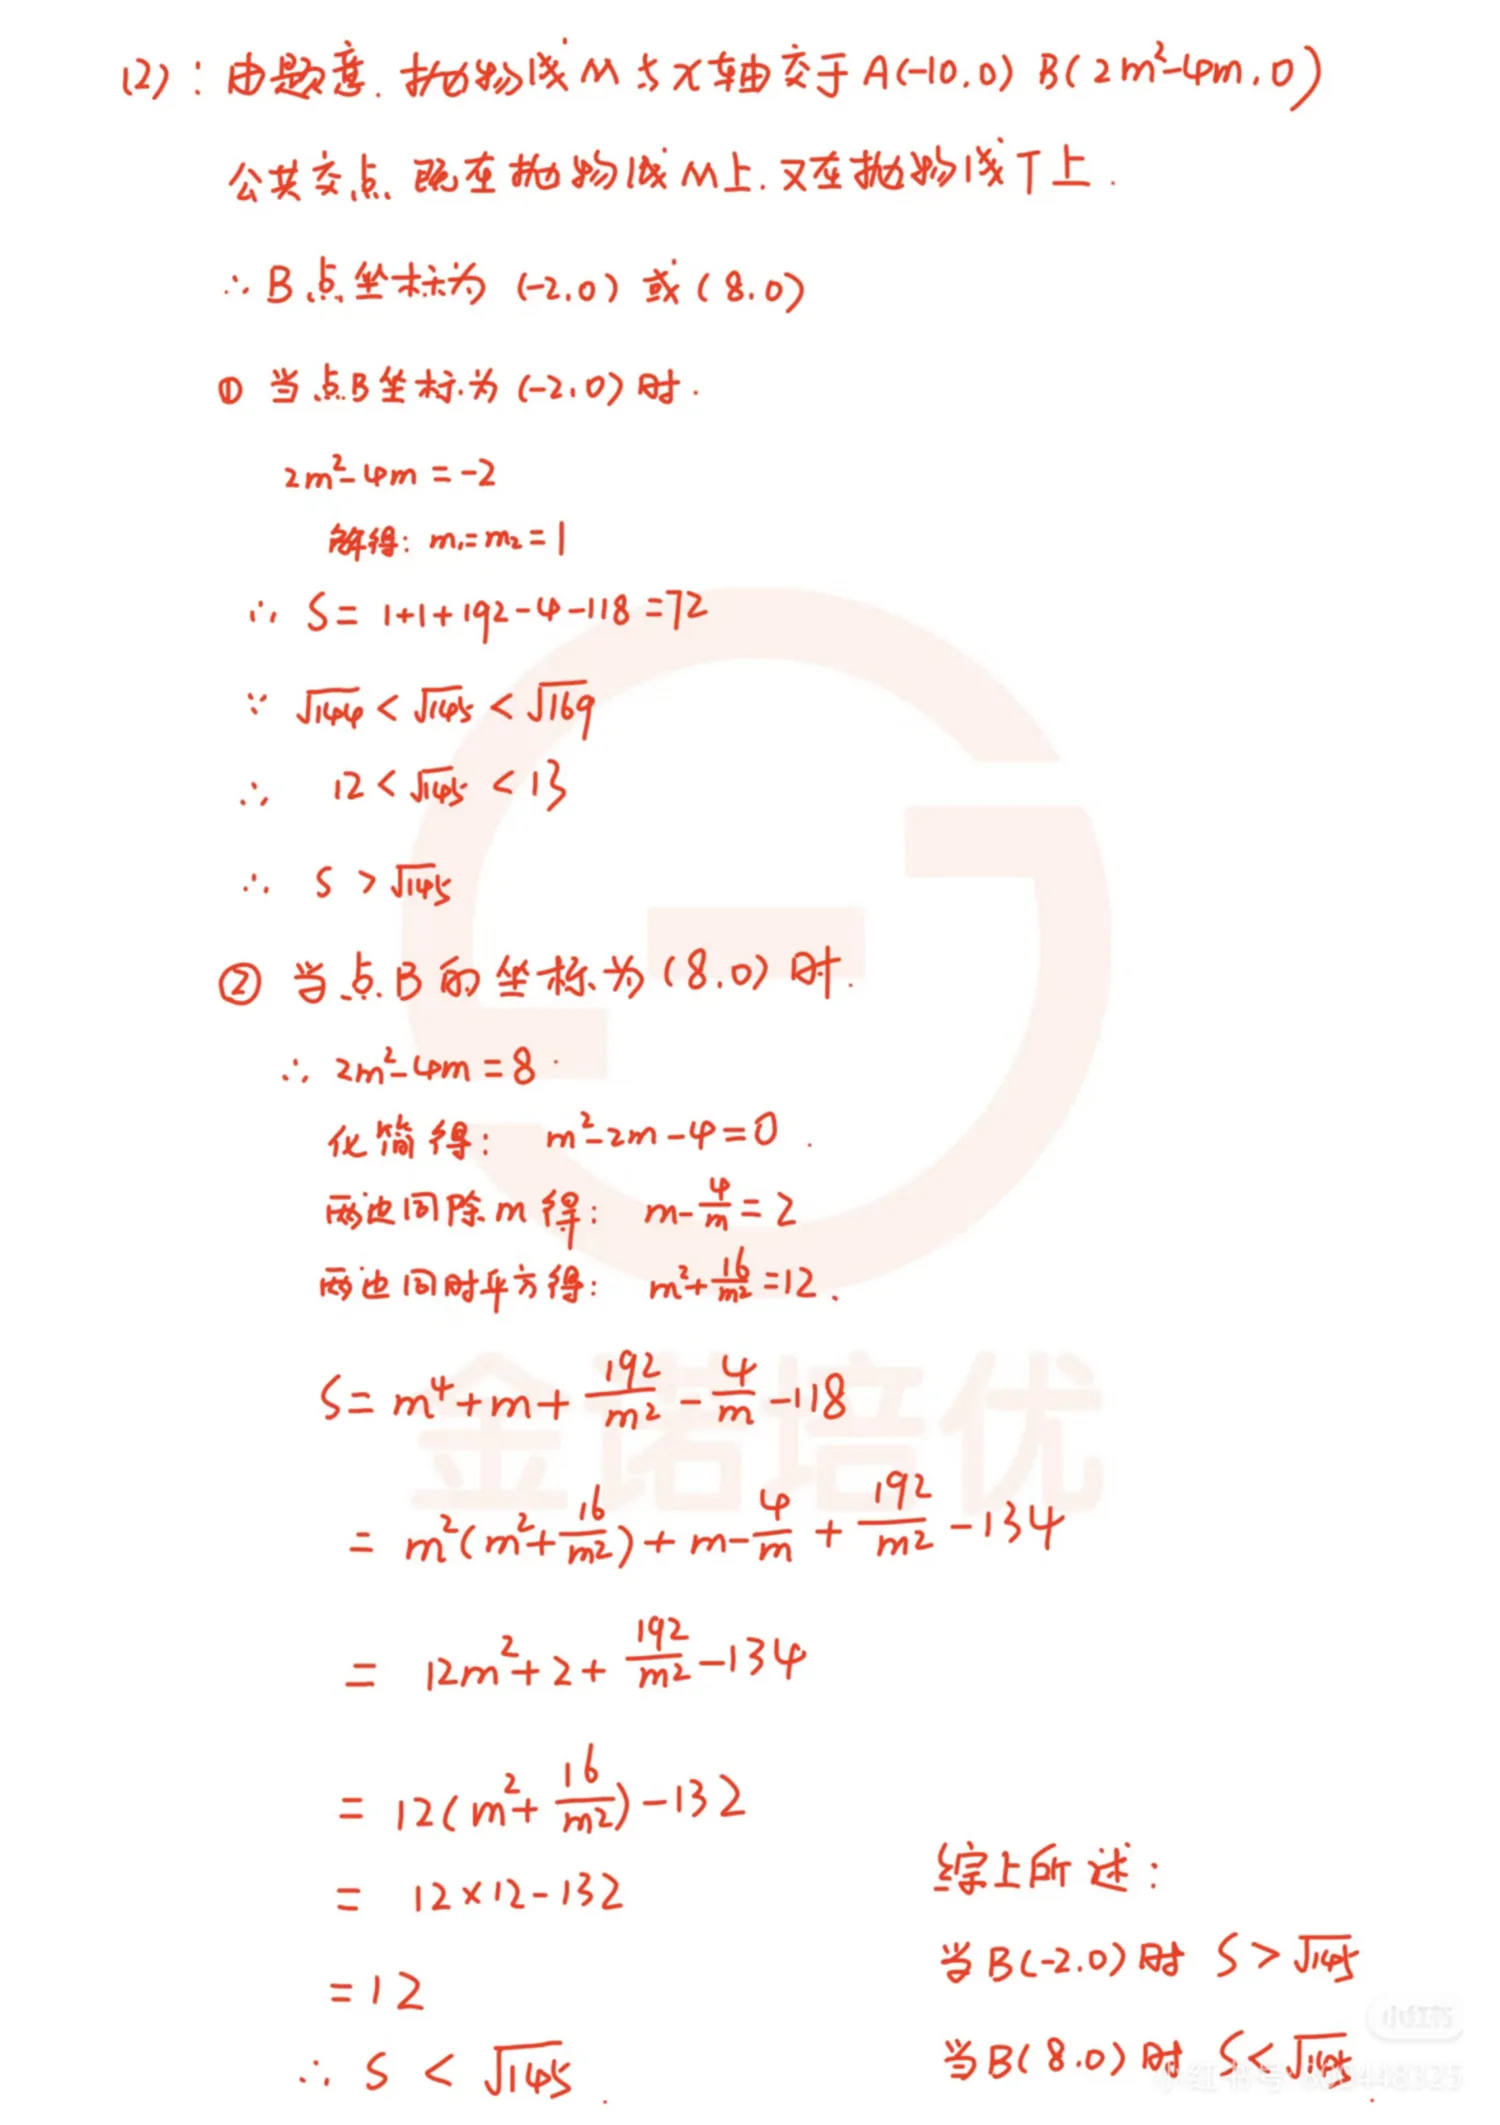 (2): 由题意.抛物线M与x轴交于A(-10.0) B(2m²-4m,0)
公共交点.既在抛物线M上.又在抛物线T上.
∴B点坐标为(-2.0)或(8.0)
① 当点B坐标为(-2.0)时.
2m²-4m=-2
解得: m₁=m₂=1
∴ S=1+1+192-4-118=72
∵ √144<√145<√169
∴ 12<√145<13
∴ S>√145
② 当点B的坐标为(8.0)时.
∴ 2m²-4m=8.
化简得: m²-2m-4=0.
两边同除m得: m-4/m=2
两边同时平方得: m²+16/m²=12.
S=m⁴+m+192/m²-4/m-118
=m²(m²+16/m²)+m-4/m+192/m²-134
=12m²+2+192/m²-134
=12(m²+16/m²)-132
=12×12-132
=12
∴S<√145.
综上所述:
当B(-2.0)时 S>√145
当B(8.0)时 S<√145.
金诺培优
小红书